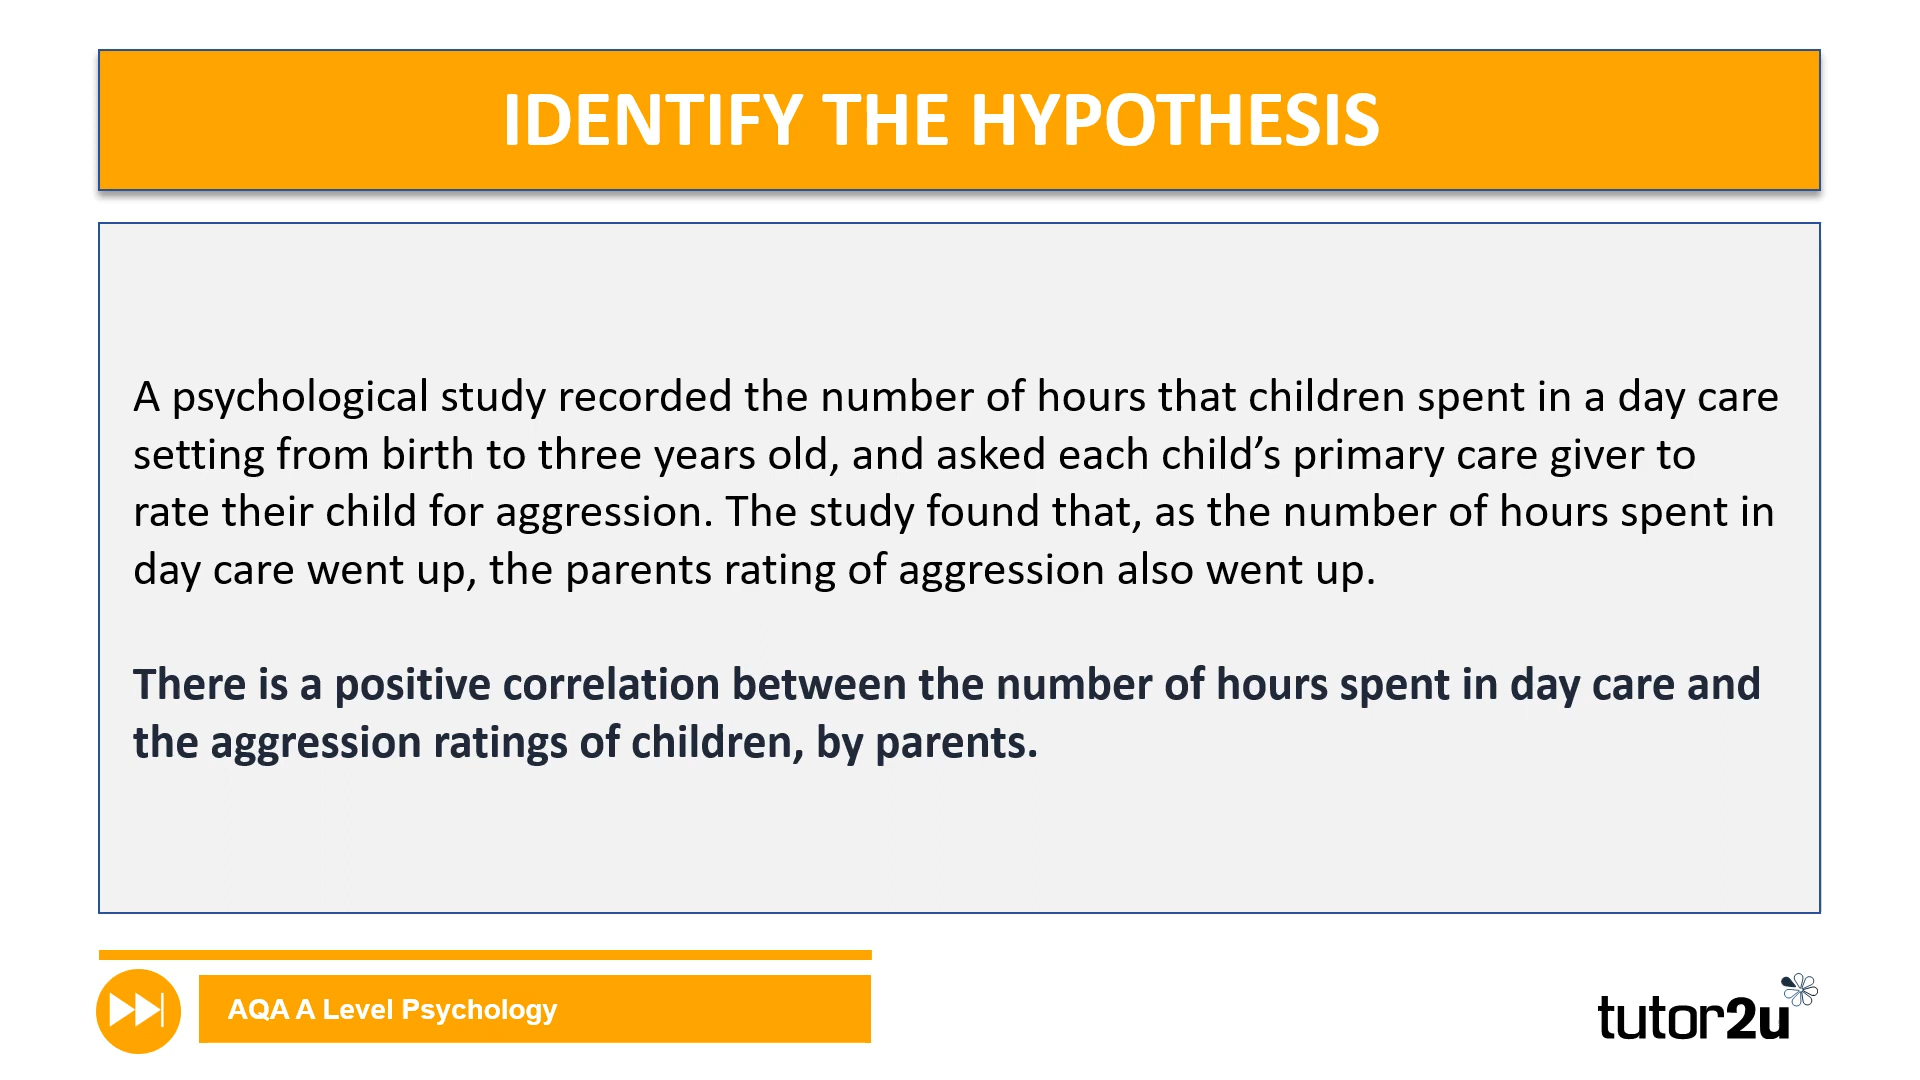 IDENTIFY THE HYPOTHESIS
A psychological study recorded the number of hours that children spent in a day care
setting from birth to three years old, and asked each child’s primary care giver to
rate their child for aggression. The study found that, as the number of hours spent in
day care went up, the parents rating of aggression also went up.
There is a positive correlation between the number of hours spent in day care and
the aggression ratings of children, by parents.
AQA A Level Psychology
tutor2u